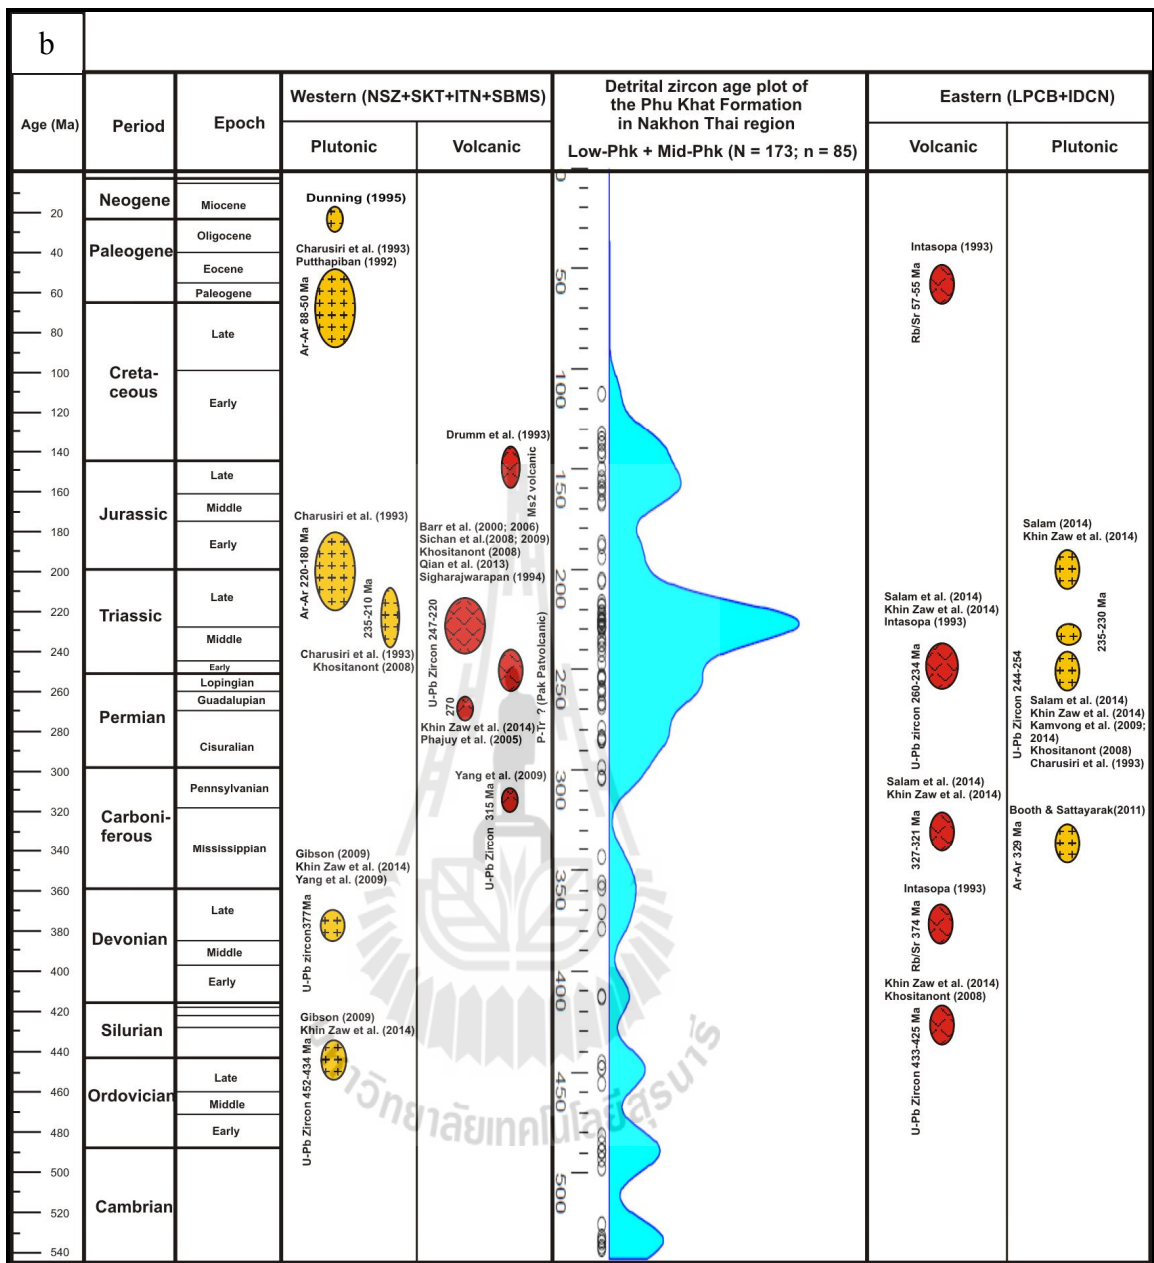 b
Age (Ma)
Period
Epoch
Western (NSZ+SKT+ITN+SBMS)
Plutonic
Volcanic
Detrital zircon age plot of
the Phu Khat Formation
in Nakhon Thai region
Low-Phk + Mid-Phk (N = 173; n = 85)
Eastern (LPCB+IDCN)
Volcanic
Plutonic
20
40
60
80
100
120
140
160
180
200
220
240
260
280
300
320
340
360
380
400
420
440
460
480
500
520
540
Neogene
Paleogene
Creta-
ceous
Jurassic
Triassic
Permian
Carboni-
ferous
Devonian
Silurian
Ordovician
Cambrian
Miocene
Oligocene
Eocene
Paleogene
Late
Early
Late
Middle
Early
Late
Middle
Early
Lopingian
Guadalupian
Cisuralian
Pennsylvanian
Mississippian
Late
Middle
Early
Late
Middle
Early
Dunning (1995)
Charusiri et al. (1993)
Putthapiban (1992)
Ar-Ar 88-50 Ma
Charusiri et al. (1993)
Ar-Ar 220-180 Ma
235-210 Ma
Charusiri et al. (1993)
Khositanont (2008)
Gibson (2009)
Khin Zaw et al. (2014)
Yang et al. (2009)
U-Pb zircon377Ma
Gibson (2009)
Khin Zaw et al. (2014)
U-Pb Zircon 452-434 Ma
Drumm et al. (1993)
Ms2 volcanic
Barr et al. (2000; 2006)
Sichan et al.(2008; 2009)
Khositanont (2008)
Qian et al. (2013)
Sigharajwarapan (1994)
U-Pb Zircon 247-220
P-Tr ? (Pak Patvolcanic)
270
Khin Zaw et al. (2014)
Phajuy et al. (2005)
Yang et al. (2009)
U-Pb Zircon 315 Ma
0
50
100
150
200
250
300
350
400
450
500
Intasopa (1993)
Rb/Sr 57-55 Ma
Salam et al. (2014)
Khin Zaw et al. (2014)
Intasopa (1993)
U-Pb zircon 260-234 Ma
Salam et al. (2014)
Khin Zaw et al. (2014)
327-321 Ma
Intasopa (1993)
Rb/Sr 374 Ma
Khin Zaw et al. (2014)
Khositanont (2008)
U-Pb Zircon 433-425 Ma
Salam (2014)
Khin Zaw et al. (2014)
235-230 Ma
U-Pb Zircon 244-254
Salam et al. (2014)
Khin Zaw et al. (2014)
Kamvong et al. (2009;
2014)
Khositanont (2008)
Charusiri et al. (1993)
Booth & Sattayarak(2011)
Ar-Ar 329 Ma